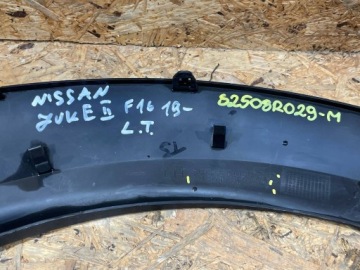 NISSAN
JUKE II F16 19-
L.T.
82508R029-M